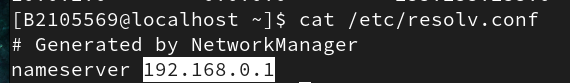 [B2105569@localhost ~]$ cat /etc/resolv.conf
# Generated by NetworkManager
nameserver 192.168.0.1